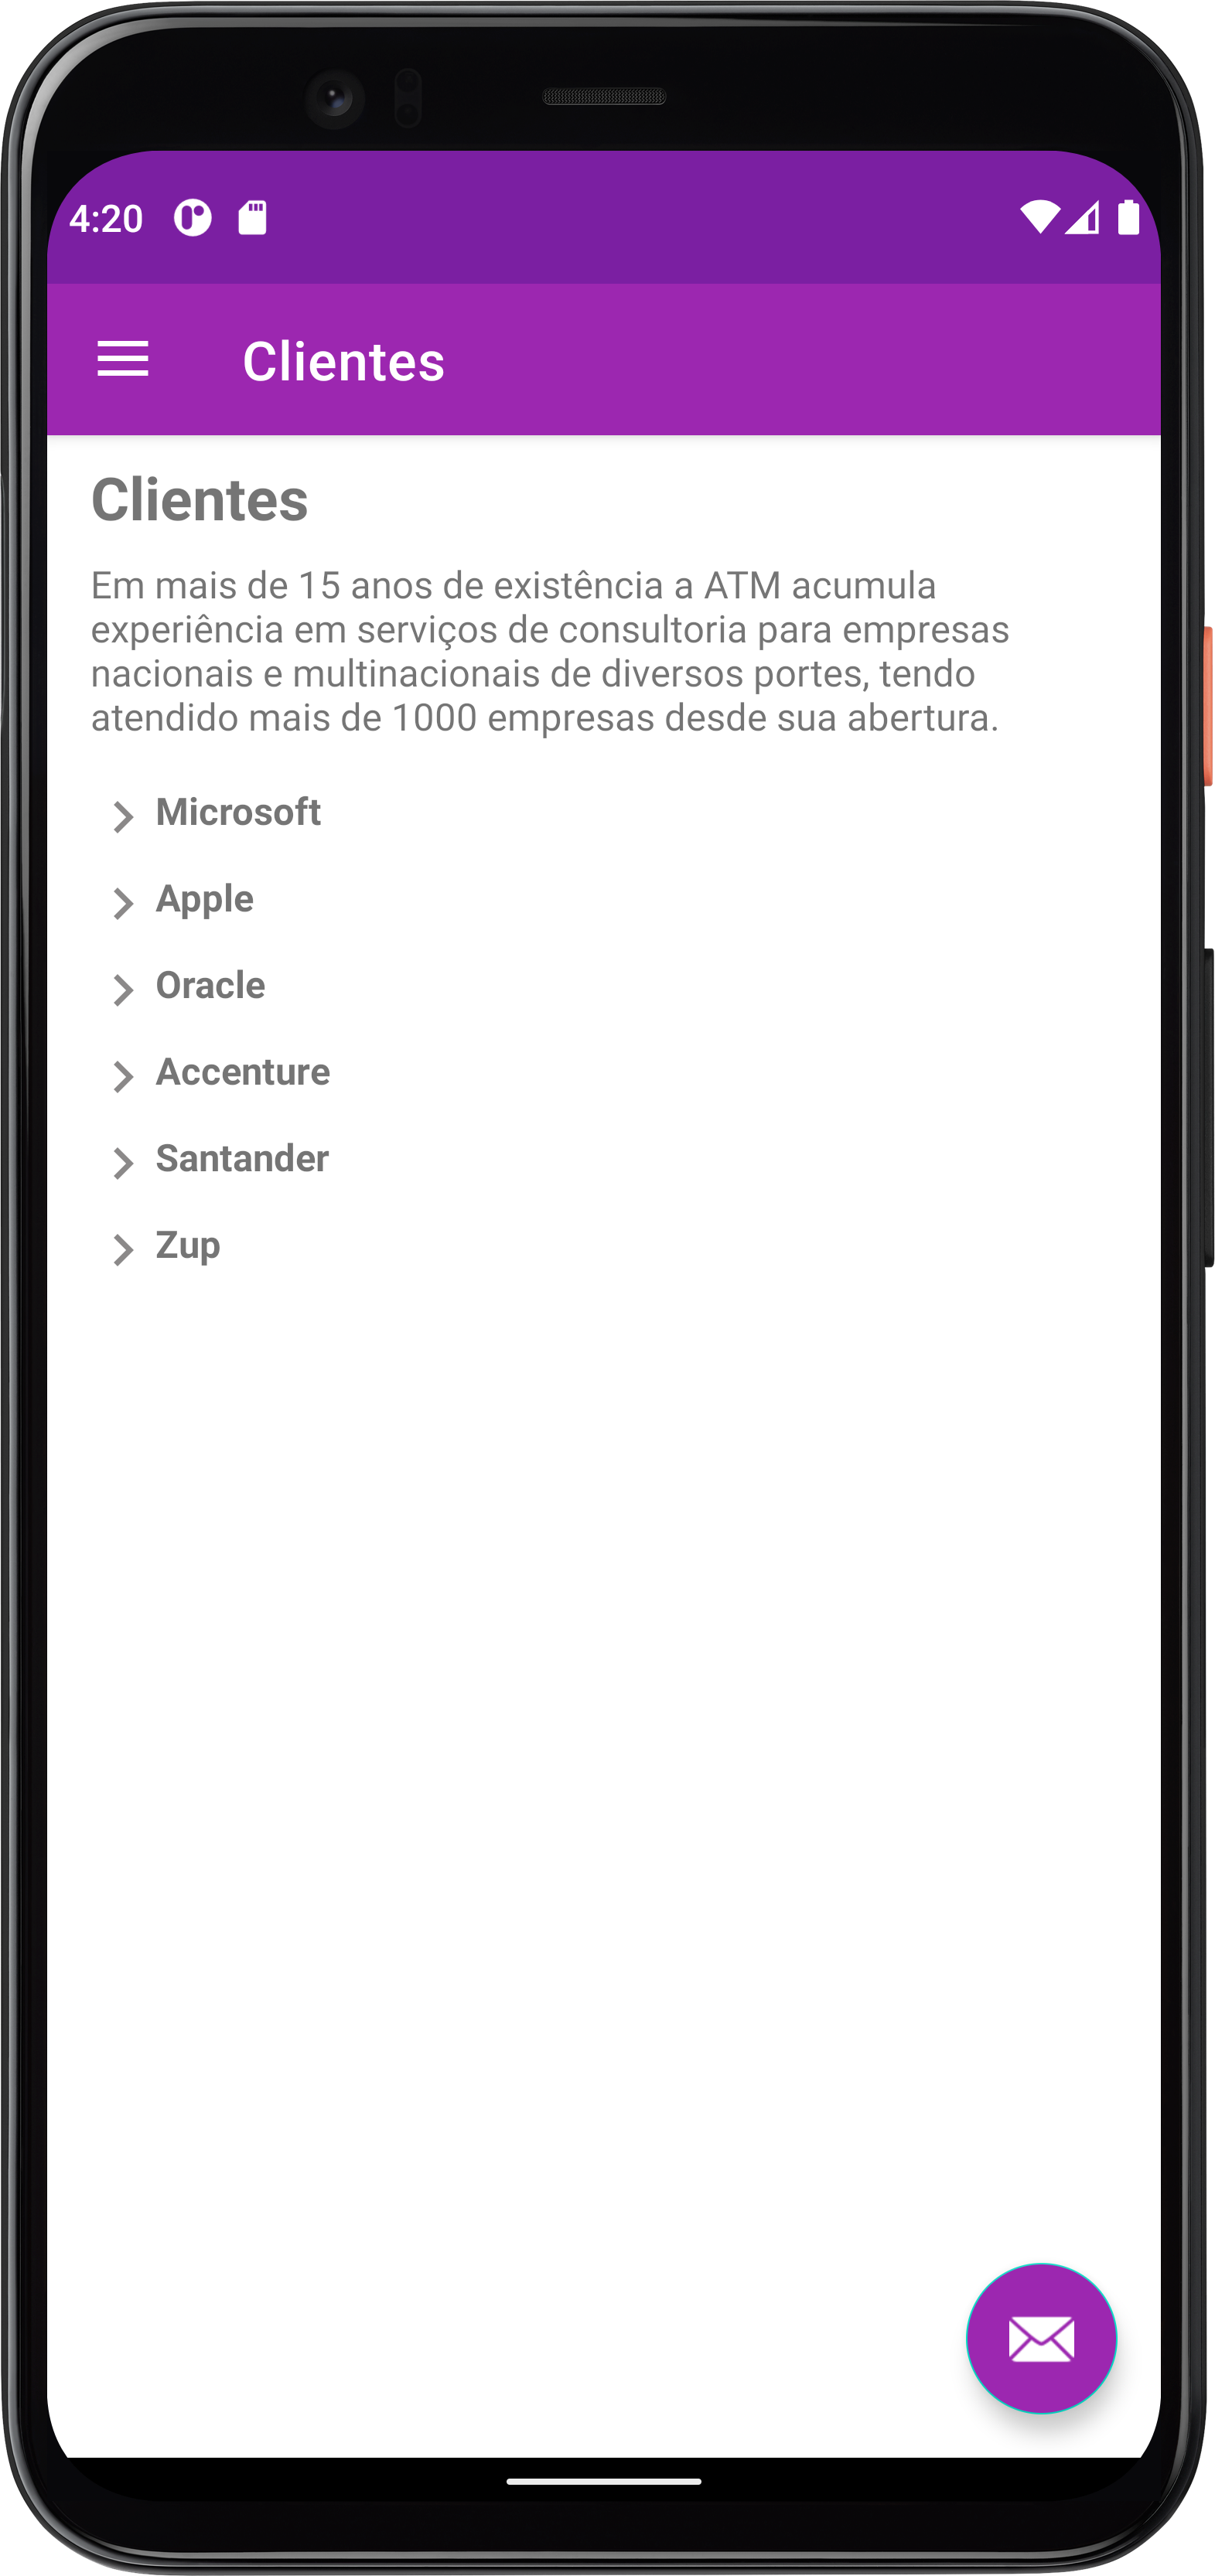 4:20
Clientes
Clientes
Em mais de 15 anos de existência a ATM acumula
experiência em serviços de consultoria para empresas
nacionais e multinacionais de diversos portes, tendo
atendido mais de 1000 empresas desde sua abertura.
Microsoft
Apple
Oracle
Accenture
Santander
Zup